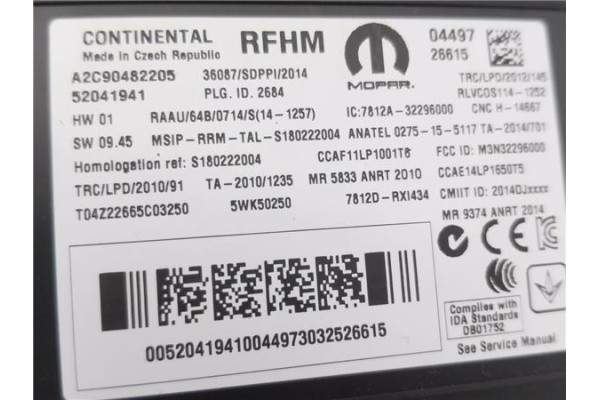 CONTINENTAL RFHM 04497
Made in Czech Republic MOPAR 26615
A2C90482205 36087/SDPPI/2014 TRC/LPD/2012/145
52041941 PLG. ID. 2684 RLVCOS114-1252
HW 01 RAAU/64B/0714/S(14-1257) IC:7812A-32296000 CNC H-14667
SW 09.45 MSIP-RRM-TAL-S180222004 ANATEL 0275-15-5117 TA-2014/701
Homologation ref: S180222004 CCAF11LP1001T8 FCC ID: M3N32296000
TRC/LPD/2010/91 TA-2010/1235 MR 5833 ANRT 2010 CCAE14LP1650T5
T04Z22665C03250 5WK50250 7812D-RXI434 CMIIT ID: 2014DJxxxx
MR 9374 ANRT 2014
Complies with
IDA Standards
DB01752
00520419410044973032526615
See Service Manual